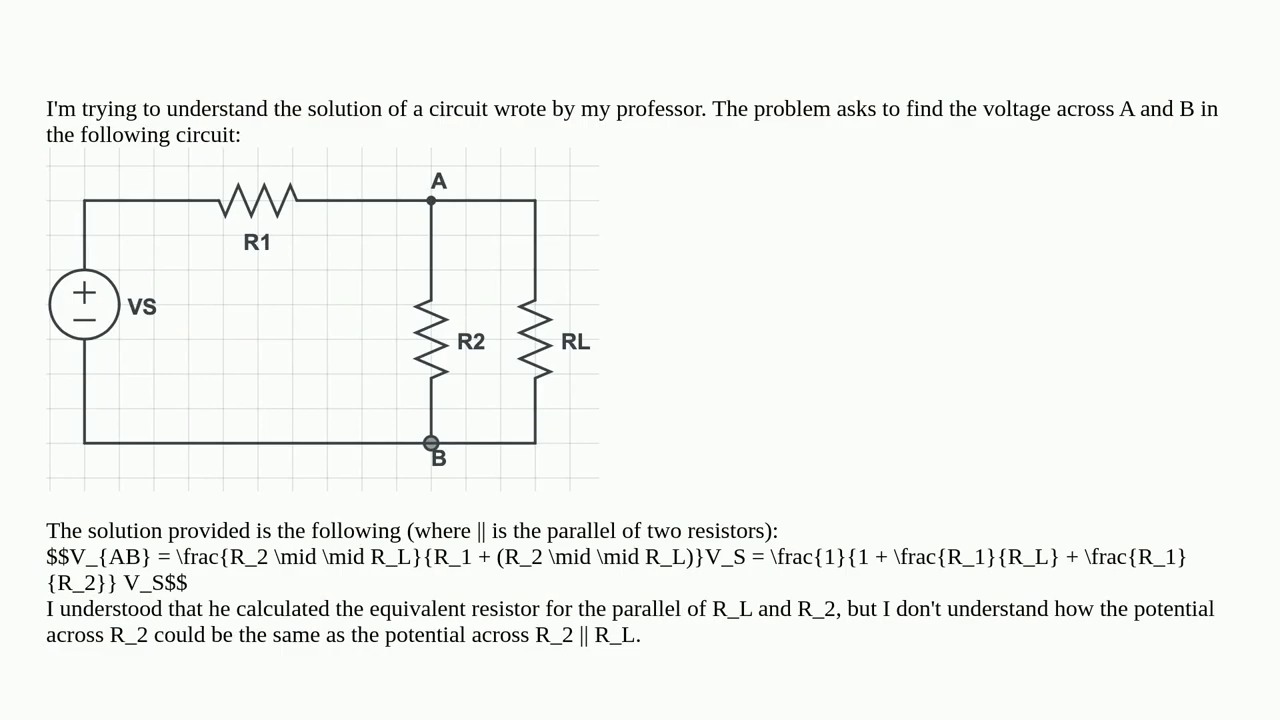 I'm trying to understand the solution of a circuit wrote by my professor. The problem asks to find the voltage across A and B in
the following circuit:
A
R1
VS
R2
RL
B
The solution provided is the following (where || is the parallel of two resistors):
$$V_{AB} = \frac{R_2 \mid \mid R_L}{R_1 + (R_2 \mid \mid R_L)}V_S = \frac{1}{1 + \frac{R_1}{R_L} + \frac{R_1}
{R_2}} V_S$$
I understood that he calculated the equivalent resistor for the parallel of R_L and R_2, but I don't understand how the potential
across R_2 could be the same as the potential across R_2 || R_L.